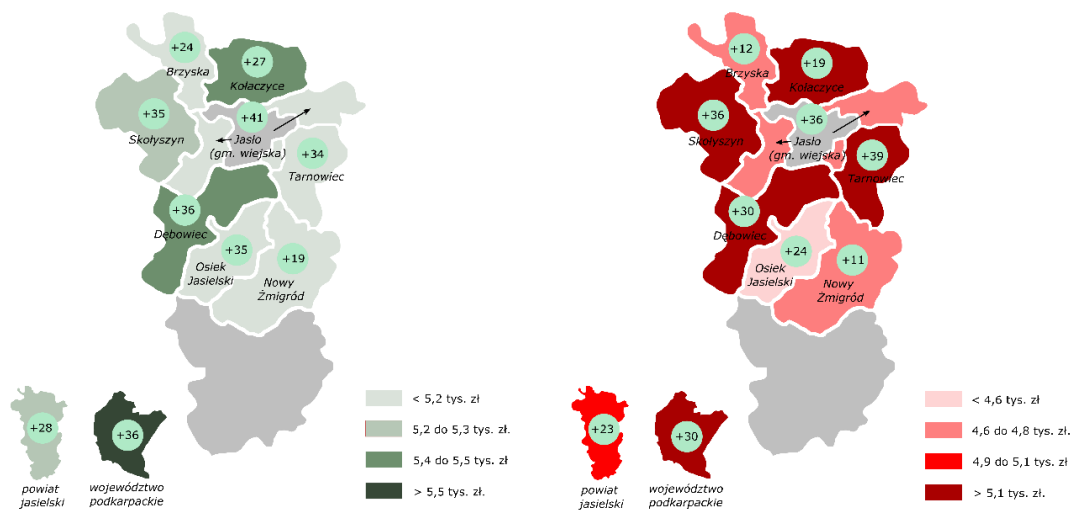 +24
Brzyska
+27
Kołaczyce
+35
Skołyszyn
+41
Jasło
(gm. wiejska)
+34
Tarnowiec
+36
Dębowiec
+35
Osiek
Jasielski
+19
Nowy
Żmigród
+28
powiat
jasielski
+36
województwo
podkarpackie
< 5,2 tys. zł
5,2 do 5,3 tys. zł.
5,4 do 5,5 tys. zł
> 5,5 tys. zł.
+12
Brzyska
+19
Kołaczyce
+36
Skołyszyn
+36
Jasło
(gm. wiejska)
+39
Tarnowiec
+30
Dębowiec
+24
Osiek
Jasielski
+11
Nowy
Żmigród
+23
powiat
jasielski
+30
województwo
podkarpackie
< 4,6 tys. zł
4,6 do 4,8 tys. zł.
4,9 do 5,1 tys. zł
> 5,1 tys. zł.